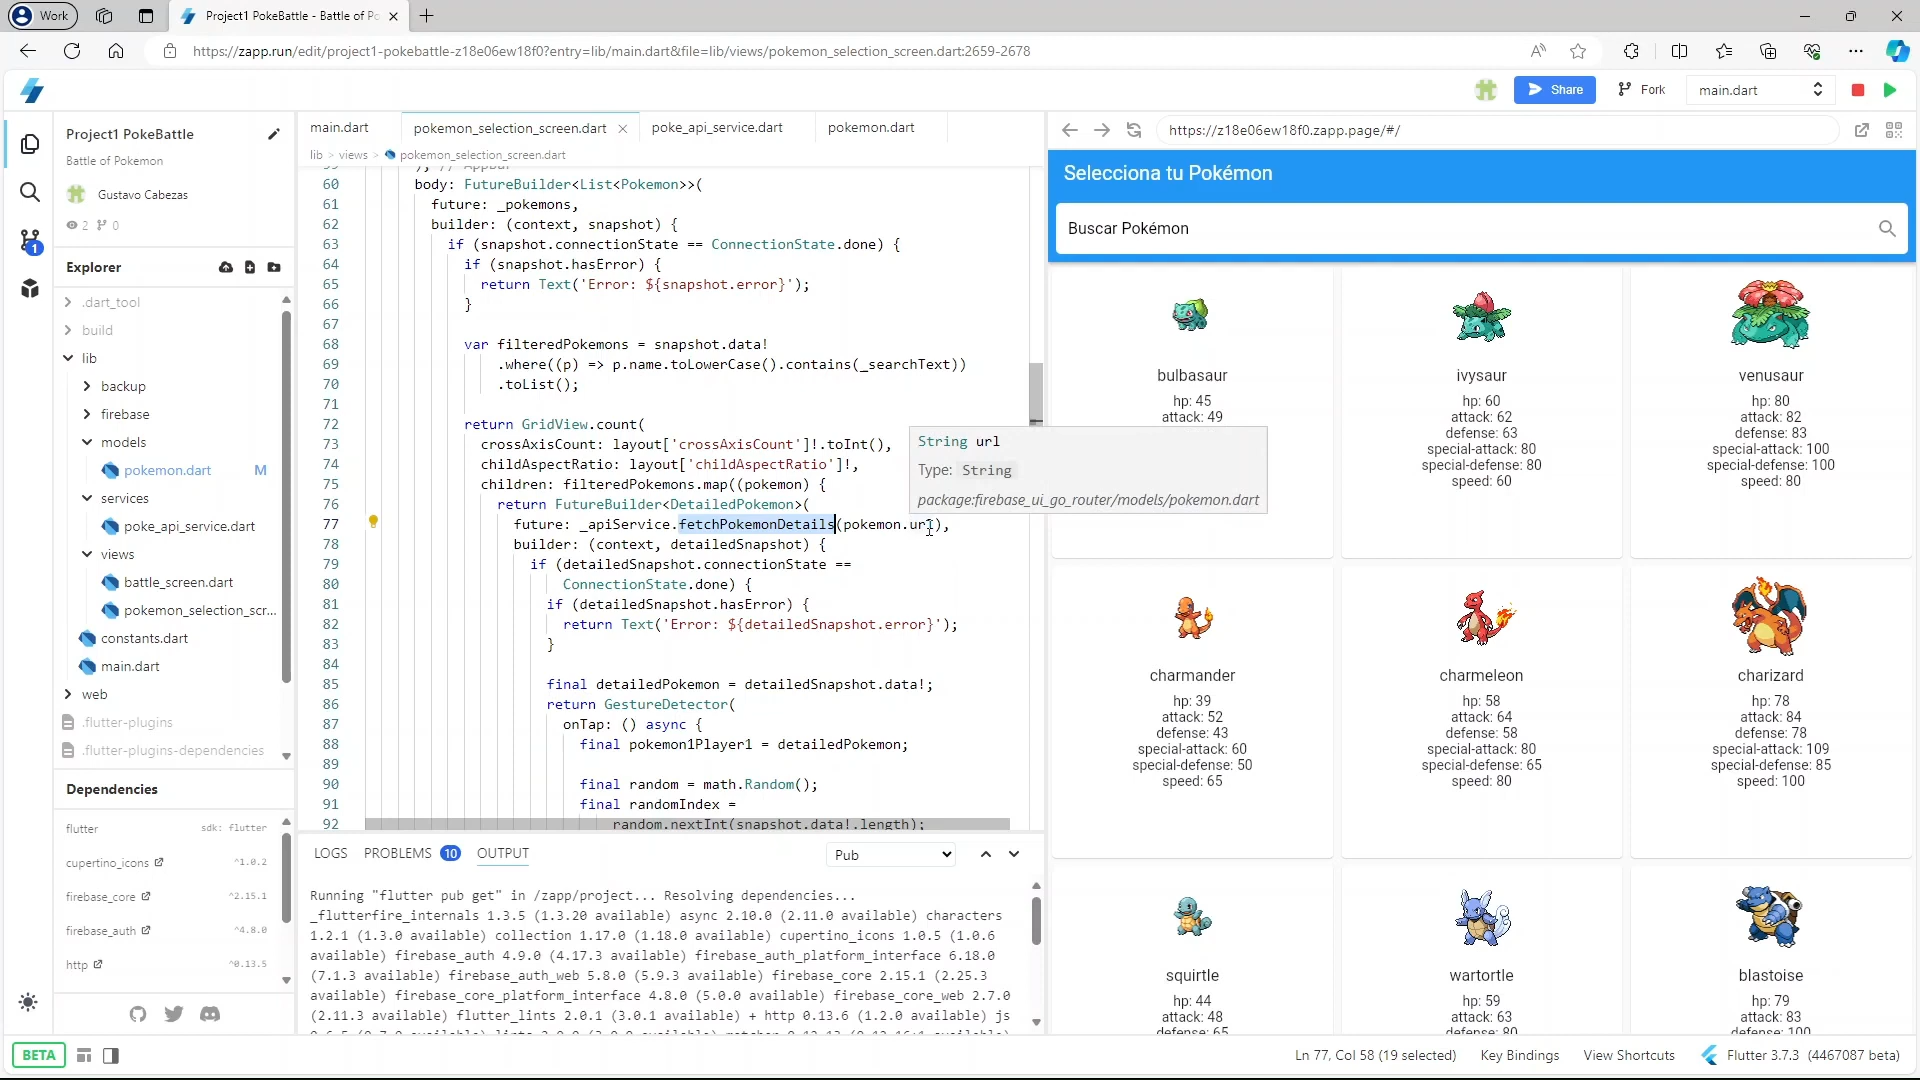 Work
Project1 PokeBattle - Battle of Po
https://zapp.run/edit/project1-pokebattle-z18e06ew18f0?entry=lib/main.dart&file=lib/views/pokemon_selection_screen.dart:2659-2678
Share
Fork
main.dart
Project1 PokeBattle
Battle of Pokemon
Gustavo Cabezas
2
0
1
Explorer
.dart_tool
build
lib
backup
firebase
models
pokemon.dart M
services
poke_api_service.dart
views
battle_screen.dart
pokemon_selection_scr...
constants.dart
main.dart
web
.flutter-plugins
.flutter-plugins-dependencies
Dependencies
flutter sdk: flutter
cupertino_icons ^1.0.2
firebase_core ^2.15.1
firebase_auth ^4.8.0
http ^0.13.5
main.dart
pokemon_selection_screen.dart
poke_api_service.dart
pokemon.dart
lib > views > pokemon_selection_screen.dart
60 body: FutureBuilder<List<Pokemon>>(
61 future: _pokemons,
62 builder: (context, snapshot) {
63 if (snapshot.connectionState == ConnectionState.done) {
64 if (snapshot.hasError) {
65 return Text('Error: ${snapshot.error}');
66 }
67
68 var filteredPokemons = snapshot.data!
69 .where((p) => p.name.toLowerCase().contains(_searchText))
70 .toList();
71
72 return GridView.count(
73 crossAxisCount: layout['crossAxisCount']!.toInt(),
74 childAspectRatio: layout['childAspectRatio']!,
75 children: filteredPokemons.map((pokemon) {
76 return FutureBuilder<DetailedPokemon>(
77 future: _apiService.fetchPokemonDetails(pokemon.url),
78 builder: (context, detailedSnapshot) {
79 if (detailedSnapshot.connectionState ==
80 ConnectionState.done) {
81 if (detailedSnapshot.hasError) {
82 return Text('Error: ${detailedSnapshot.error}');
83 }
84
85 final detailedPokemon = detailedSnapshot.data!;
86 return GestureDetector(
87 onTap: () async {
88 final pokemon1Player1 = detailedPokemon;
89
90 final random = math.Random();
91 final randomIndex =
92 random.nextInt(snapshot.data!.length);
String url
Type: String
package:firebase_ui_go_router/models/pokemon.dart
LOGS PROBLEMS 10 OUTPUT
Pub
Running "flutter pub get" in /zapp/project... Resolving dependencies...
_flutterfire_internals 1.3.5 (1.3.20 available) async 2.10.0 (2.11.0 available) characters
1.2.1 (1.3.0 available) collection 1.17.0 (1.18.0 available) cupertino_icons 1.0.5 (1.0.6
available) firebase_auth 4.9.0 (4.17.3 available) firebase_auth_platform_interface 6.18.0
(7.1.3 available) firebase_auth_web 5.8.0 (5.9.3 available) firebase_core 2.15.1 (2.25.3
available) firebase_core_platform_interface 4.8.0 (5.0.0 available) firebase_core_web 2.7.0
(2.11.3 available) flutter_lints 2.0.1 (3.0.1 available) + http 0.13.6 (1.2.0 available) js
https://z18e06ew18f0.zapp.page/#/
Selecciona tu Pokémon
Buscar Pokémon
bulbasaur
hp: 45
attack: 49
ivysaur
hp: 60
attack: 62
defense: 63
special-attack: 80
special-defense: 80
speed: 60
venusaur
hp: 80
attack: 82
defense: 83
special-attack: 100
special-defense: 100
speed: 80
charmander
hp: 39
attack: 52
defense: 43
special-attack: 60
special-defense: 50
speed: 65
charmeleon
hp: 58
attack: 64
defense: 58
special-attack: 80
special-defense: 65
speed: 80
charizard
hp: 78
attack: 84
defense: 78
special-attack: 109
special-defense: 85
speed: 100
squirtle
hp: 44
attack: 48
defense: 65
wartortle
hp: 59
attack: 63
defense: 80
blastoise
hp: 79
attack: 83
defense: 100
BETA
Ln 77, Col 58 (19 selected)
Key Bindings
View Shortcuts
Flutter 3.7.3 (4467087 beta)